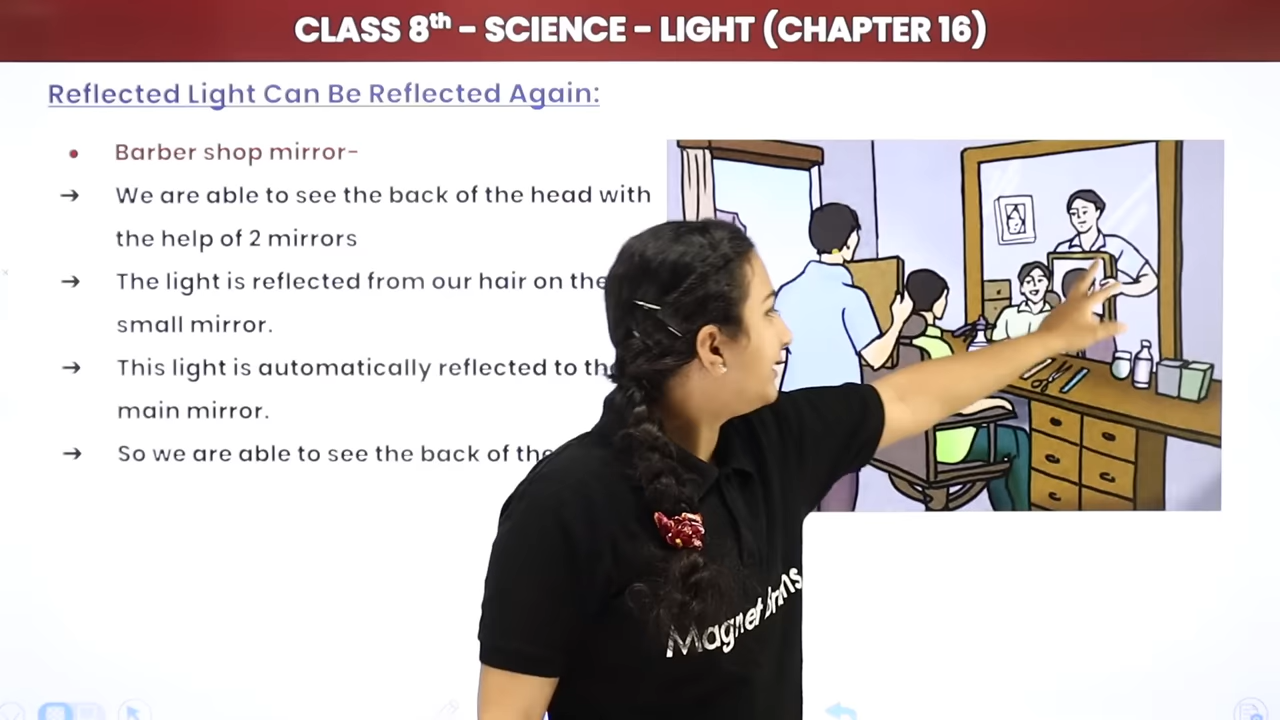 CLASS 8th - SCIENCE - LIGHT (CHAPTER 16)
Reflected Light Can Be Reflected Again:
• Barber shop mirror-
→ We are able to see the back of the head with
the help of 2 mirrors
→ The light is reflected from our hair on the
small mirror.
→ This light is automatically reflected to
main mirror.
→ So we are able to see the back of the
Magnet Brains